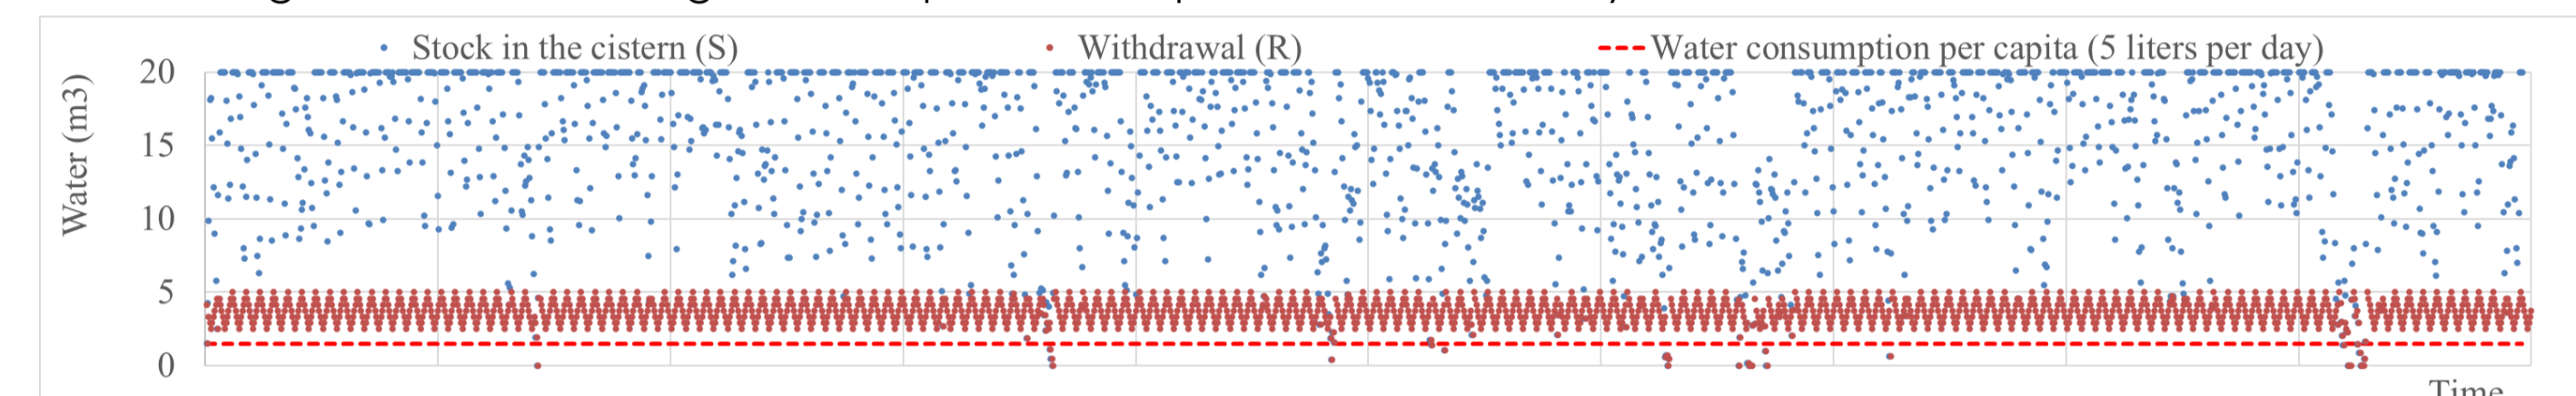 Stock in the cistern (S) Withdrawal (R) Water consumption per capita (5 liters per day)
Water (m3)
20
15
10
5
0
Time